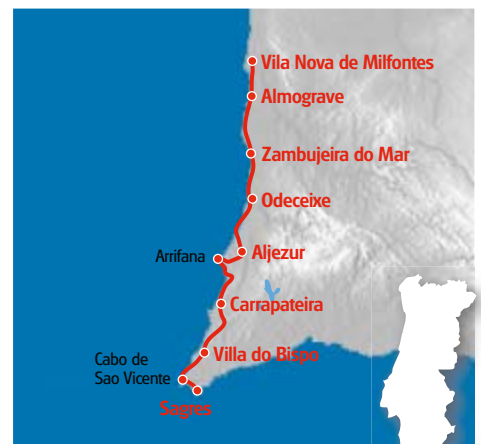 Vila Nova de Milfontes
Almograve
Zambujeira do Mar
Odeceixe
Arrifana
Aljezur
Carrapateira
Villa do Bispo
Cabo de
Sao Vicente
Sagres